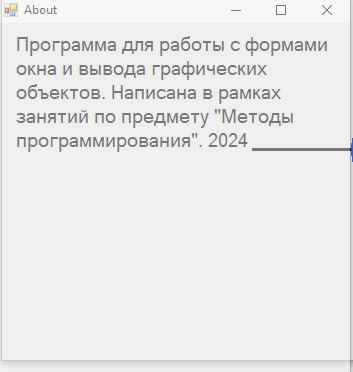 About
Программа для работы с формами
окна и вывода графических
объектов. Написана в рамках
занятий по предмету "Методы
программирования". 2024